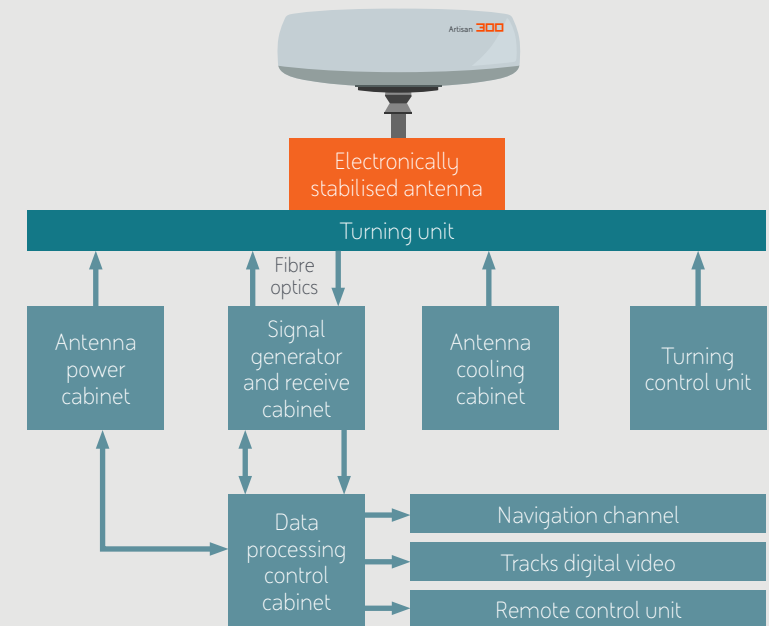 Artisan 300
Electronically
stabilised antenna
Turning unit
Fibre
optics
Antenna
power
cabinet
Signal
generator
and receive
cabinet
Antenna
cooling
cabinet
Turning
control unit
Data
processing
control
cabinet
Navigation channel
Tracks digital video
Remote control unit